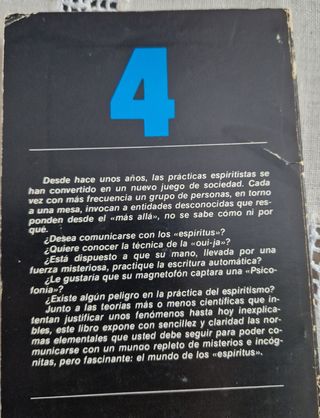 4
Desde hace unos años, las prácticas espiritistas se
han convertido en un nuevo juego de sociedad. Cada
vez con más frecuencia un grupo de personas, en torno
a una mesa, invocan a entidades desconocidas que res-
ponden desde el «más allá», no se sabe cómo ni por
qué.
¿Desea comunicarse con los «espíritus»?
¿Quiere conocer la técnica de la «oui-ja»?
¿Está dispuesto a que su mano, llevada por una
fuerza misteriosa, practique la escritura automática?
¿Le gustaría que su magnetofón captara una «Psico-
fonía»?
¿Existe algún peligro en la práctica del espiritismo?
Junto a las teorías más o menos científicas que in-
tentan justificar unos fenómenos hasta hoy inexplica-
bles, este libro expone con sencillez y claridad las nor-
mas elementales que usted debe seguir para poder co-
municarse con un munqo repleto de misterios e incóg-
nitas, pero fascinante: el mundo de los «espíritus».